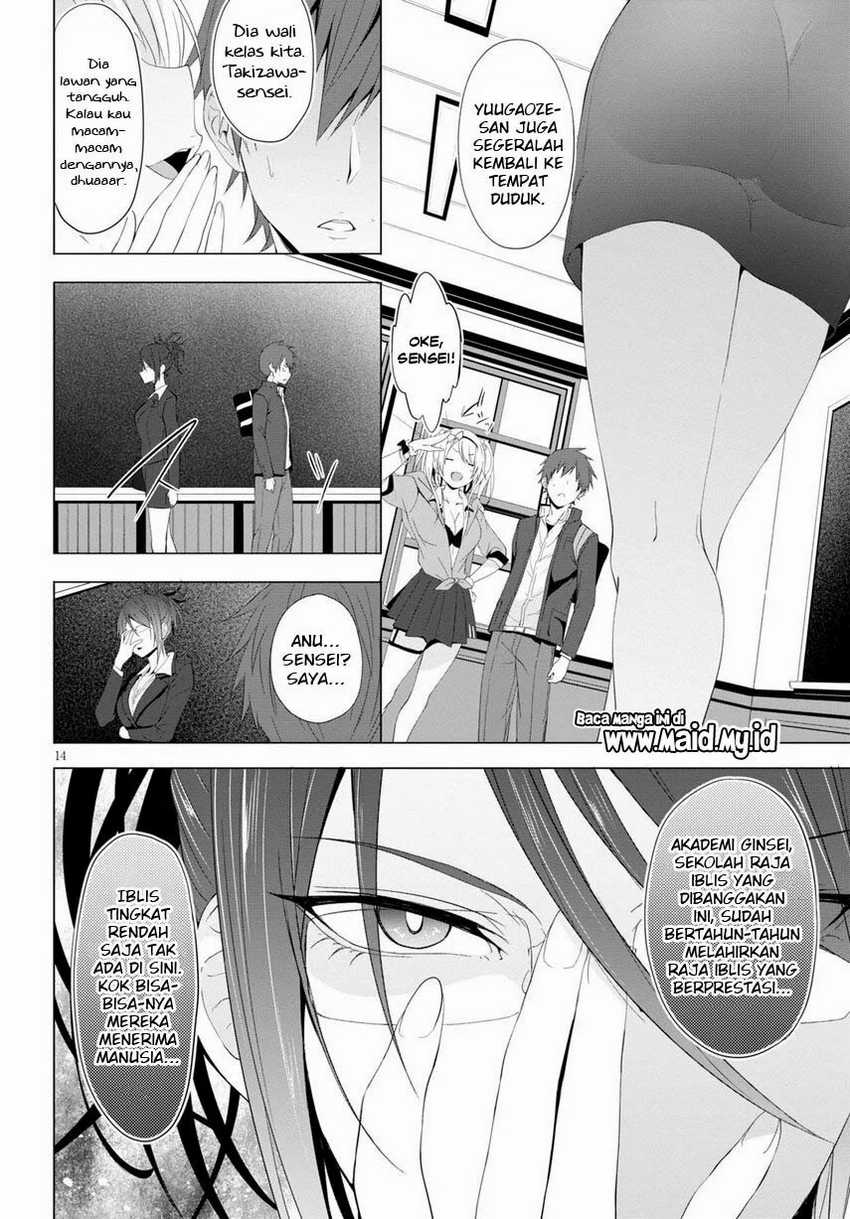 YUUGAOZE-
SAN JUGA
SEGERALAH
KEMBALI KE
TEMPAT
DUDUK.
OKE,
SENSEI!
Dia wali
kelas kita.
Takizawa-
sensei.
Dia
lawan yang
tangguh.
Kalau kau
macam-
macam
dengannya,
dhuaaar.
ANU...
SENSEI?
SAYA...
Baca Manga ini di
www.Maid.My.id
14
AKADEMI GINSEI,
SEKOLAH RAJA
IBLIS YANG
DIBANGGAKAN
INI, SUDAH
BERTAHUN-TAHUN
MELAHIRKAN
RAJA IBLIS YANG
BERPRESTASI...
IBLIS
TINGKAT
RENDAH
SAJA TAK
ADA DI SINI.
KOK BISA-
BISA-NYA
MEREKA
MENERIMA
MANUSIA...